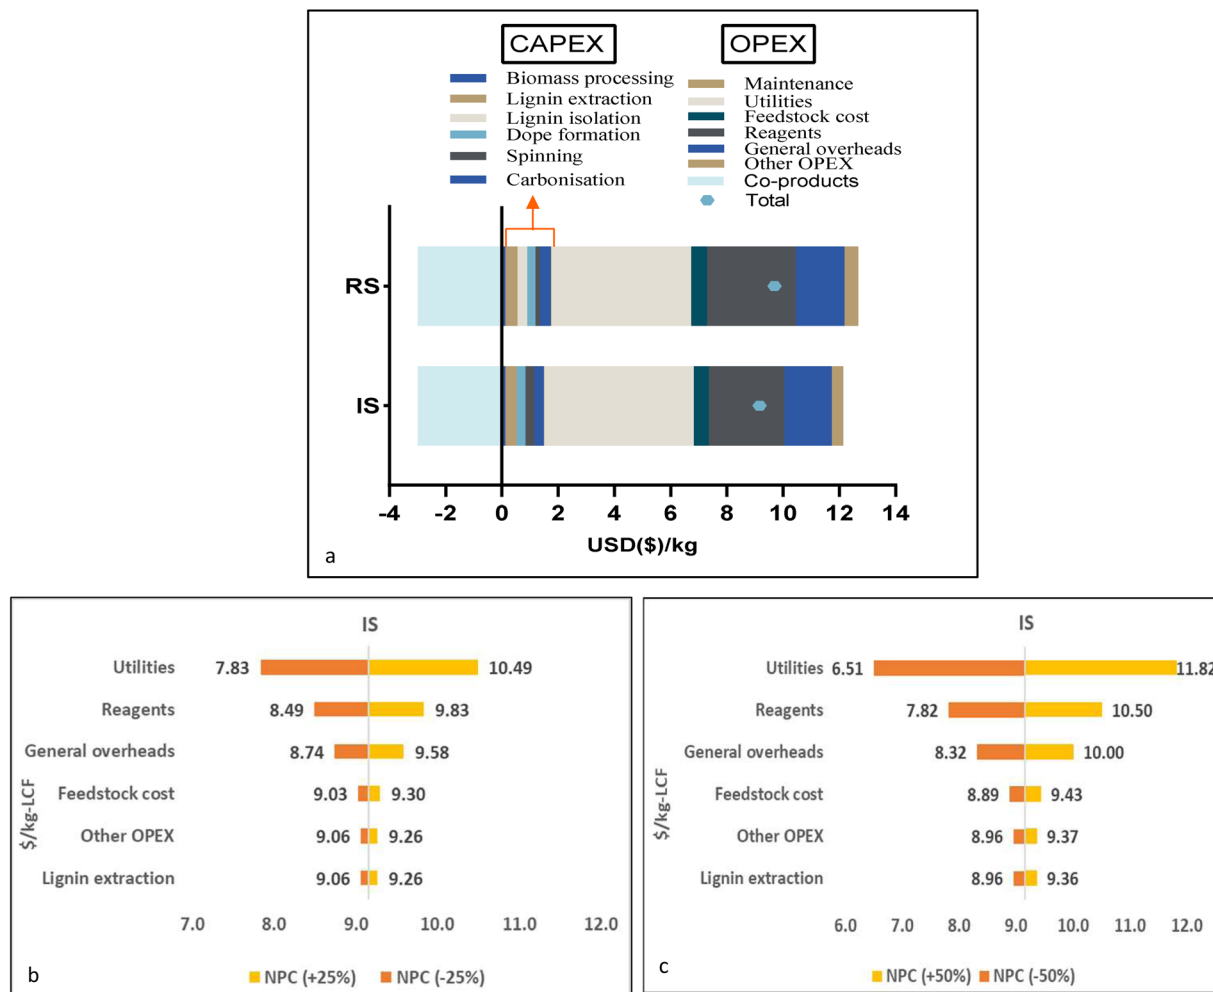 CAPEX
OPEX
Biomass processing
Lignin extraction
Lignin isolation
Dope formation
Spinning
Carbonisation
Maintenance
Utilities
Feedstock cost
Reagents
General overheads
Other OPEX
Co-products
Total
RS
IS
-4 -2 0 2 4 6 8 10 12 14
USD($)/kg
a
IS
Utilities 7.83 10.49
Reagents 8.49 9.83
General overheads 8.74 9.58
Feedstock cost 9.03 9.30
Other OPEX 9.06 9.26
Lignin extraction 9.06 9.26
$/kg-LCF
7.0 8.0 9.0 10.0 11.0 12.0
NPC (+25%) NPC (-25%)
b
IS
Utilities 6.51 11.82
Reagents 7.82 10.50
General overheads 8.32 10.00
Feedstock cost 8.89 9.43
Other OPEX 8.96 9.37
Lignin extraction 8.96 9.36
$/kg-LCF
6.0 7.0 8.0 9.0 10.0 11.0 12.0
NPC (+50%) NPC (-50%)
c